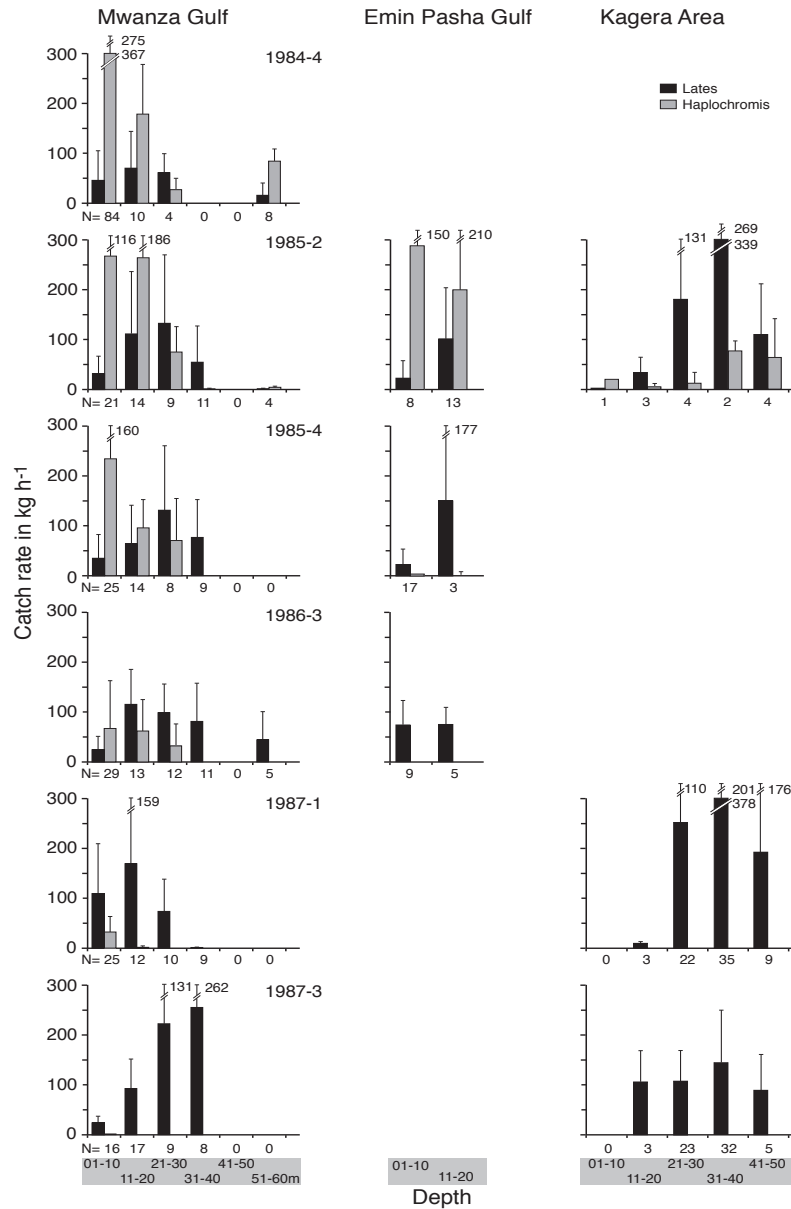 Mwanza Gulf
Emin Pasha Gulf
Kagera Area
Catch rate in kg h-1
Lates
Haplochromis
1984-4
300
200
100
0
275
367
N= 84 10 4 0 0 8
1985-2
300
200
100
0
116 186
N= 21 14 9 11 0 4
150 210
8 13
131 269
339
1 3 4 2 4
1985-4
300
200
100
0
160
N= 25 14 8 9 0 0
177
17 3
1986-3
300
200
100
0
N= 29 13 12 11 0 5
9 5
1987-1
300
200
100
0
159
N= 25 12 10 9 0 0
110 201 176
378
0 3 22 35 9
1987-3
300
200
100
0
131 262
N= 16 17 9 8 0 0
0 3 23 32 5
01-10 21-30 41-50
11-20 31-40 51-60m
01-10
11-20
01-10 21-30 41-50
11-20 31-40
Depth